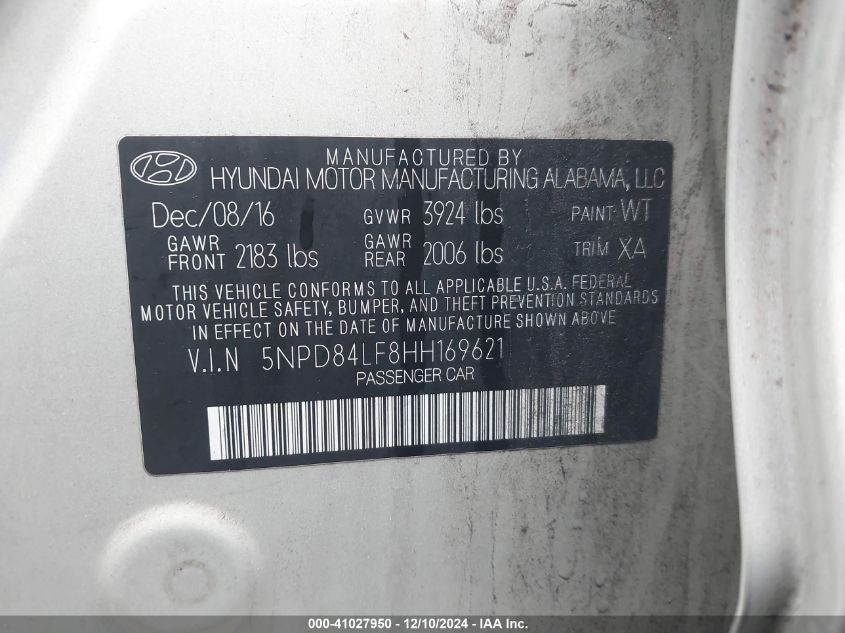 MANUFACTURED BY
HYUNDAI MOTOR MANUFACTURING ALABAMA, LLC
Dec/08/16 GVWR 3924 lbs PAINT WT
GAWR FRONT 2183 lbs GAWR REAR 2006 lbs TRIM XA
THIS VEHICLE CONFORMS TO ALL APPLICABLE U.S.A. FEDERAL
MOTOR VEHICLE SAFETY, BUMPER, AND THEFT PREVENTION STANDARDS
IN EFFECT ON THE DATE OF MANUFACTURE SHOWN ABOVE.
V.I.N 5NPD84LF8HH169621
PASSENGER CAR
000-41027950 - 12/10/2024 - IAA, Inc.